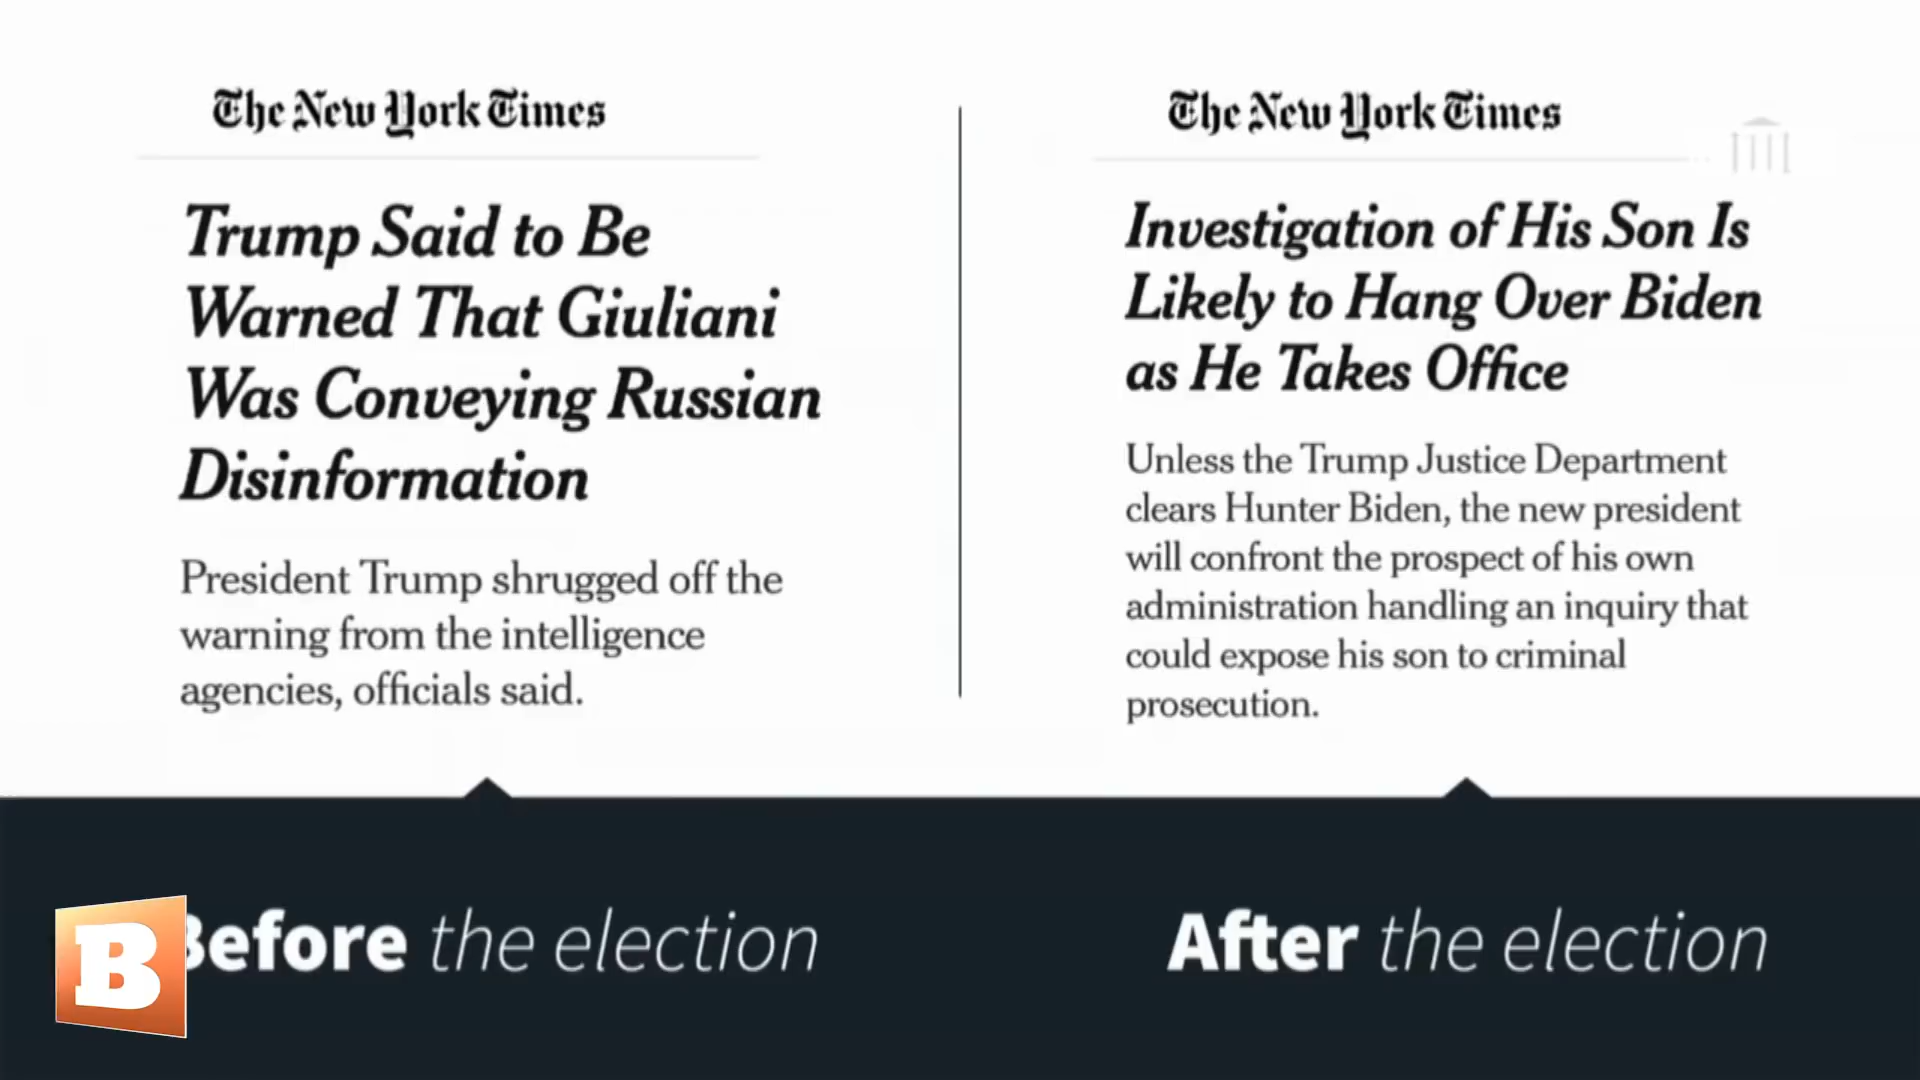 The New York Times
Trump Said to Be
Warned That Giuliani
Was Conveying Russian
Disinformation
President Trump shrugged off the
warning from the intelligence
agencies, officials said.
The New York Times
Investigation of His Son Is
Likely to Hang Over Biden
as He Takes Office
Unless the Trump Justice Department
clears Hunter Biden, the new president
will confront the prospect of his own
administration handling an inquiry that
could expose his son to criminal
prosecution.
B
Before the election
After the election